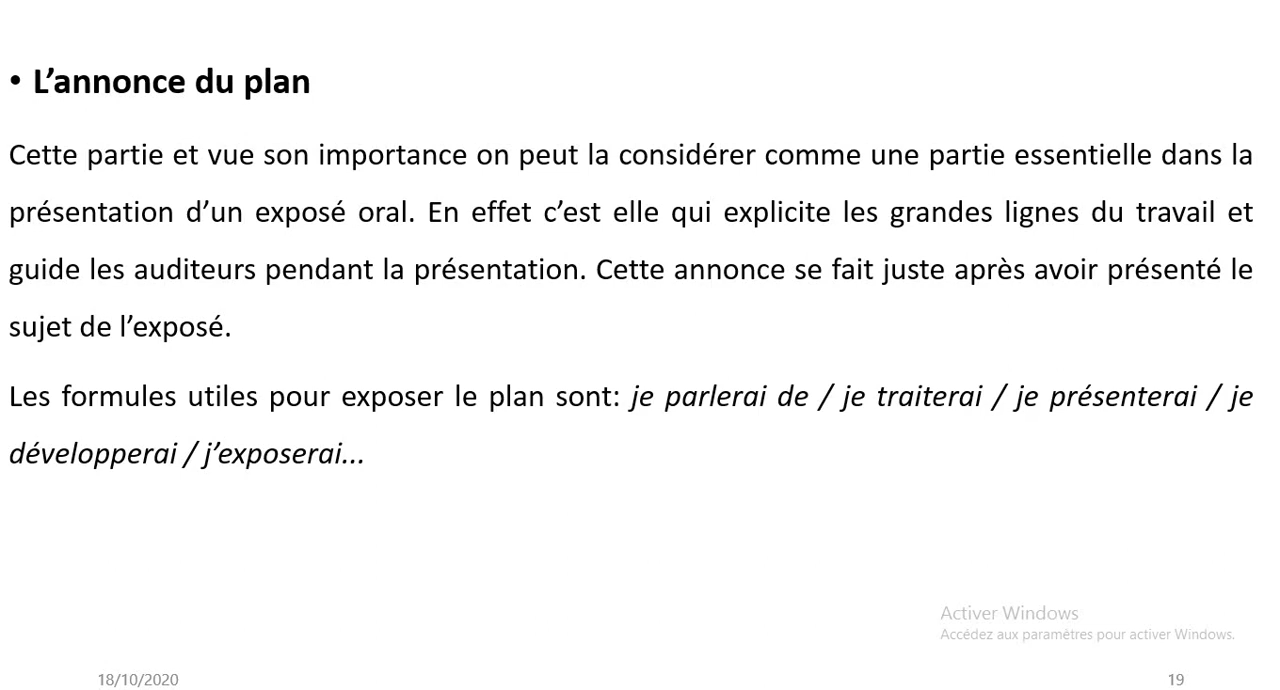 • L’annonce du plan
Cette partie et vue son importance on peut la considérer comme une partie essentielle dans la
présentation d’un exposé oral. En effet c’est elle qui explicite les grandes lignes du travail et
guide les auditeurs pendant la présentation. Cette annonce se fait juste après avoir présenté le
sujet de l’exposé.
Les formules utiles pour exposer le plan sont: je parlerai de / je traiterai / je présenterai / je
développerai / j’exposerai...
Activer Windows
Accédez aux paramètres pour activer Windows.
18/10/2020
19